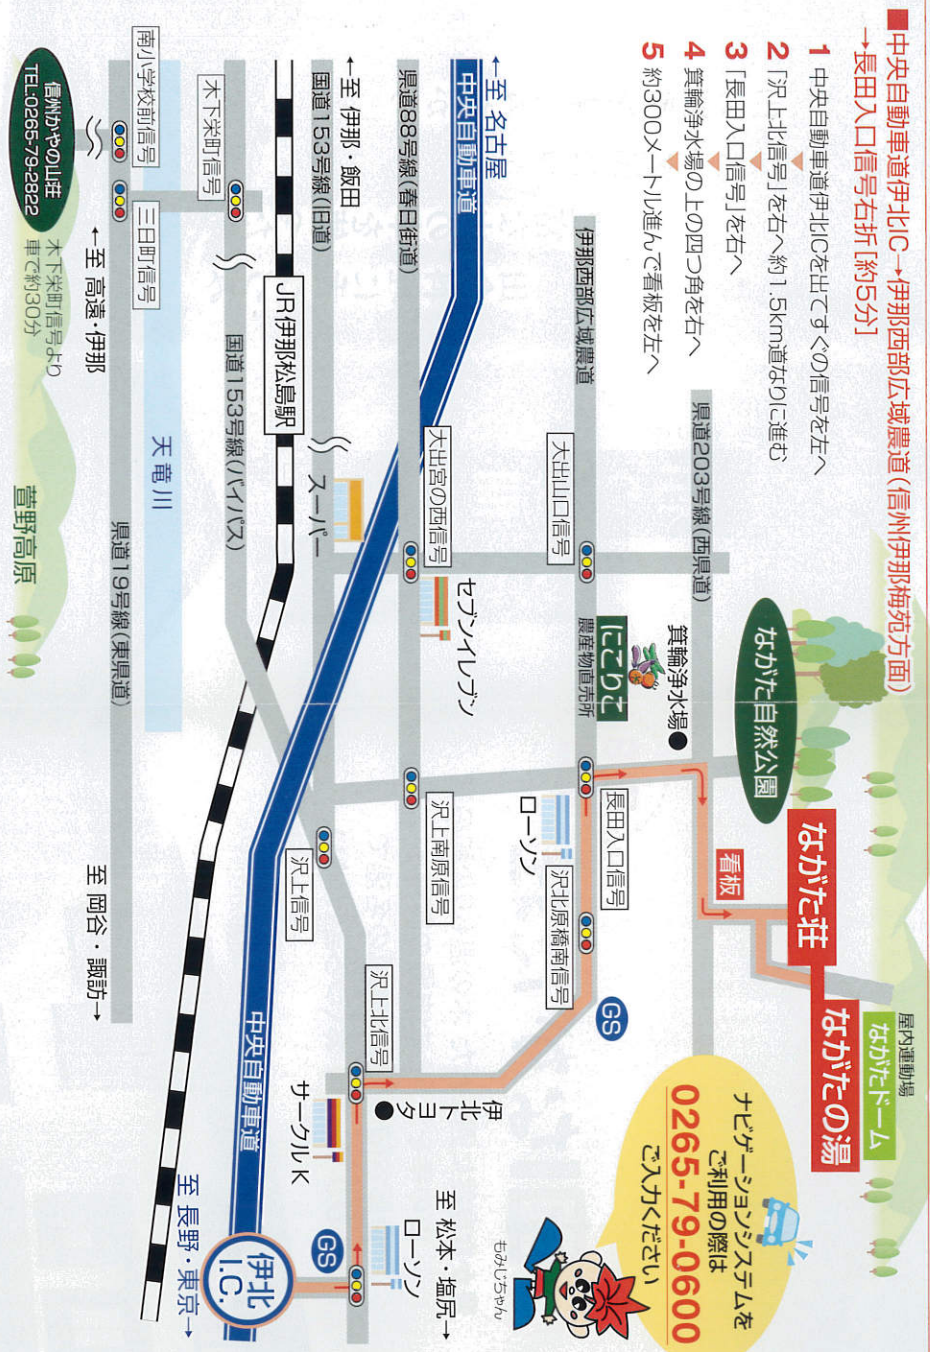 ■中央自動車道伊北IC→伊那西部広域農道(信州伊那梅苑方面)
→長田入口信号右折[約5分]
1 中央自動車道伊北ICを出てすぐの信号を左へ
2 「沢上北信号」を右へ約1.5km道なりに進む
3 「長田入口信号」を右へ
4 箕輪浄水場の上の四つ角を右へ
5 約300メートル進んで看板を左へ
屋内運動場
ながたドーム
ながた荘
ながたの湯
ながた自然公園
看板
県道203号線(西県道)
箕輪浄水場●
ナビゲーションシステムを
ご利用の際は
0265-79-0600
ご入力ください
もみじちゃん
にこりこ
農産物直売所
伊那西部広域農道
大出山口信号
長田入口信号
沢北原橋南信号
ローソン
GS
←至 名古屋
中央自動車道
県道88号線(春日街道)
大出宮の西信号
セブンイレブン
沢上南原信号
沢上北信号
伊北トヨタ
サークルK
至 松本・塩尻→
ローソン
GS
←至 伊那・飯田
国道153号線(旧道)
スーパー
沢上信号
JR伊那松島駅
中央自動車道
伊北
I.C.
至 長野・東京→
木下栄町信号
国道153号線(バイパス)
天竜川
南小学校前信号
三日町信号
県道19号線(東県道)
←至 高遠・伊那
至 岡谷・諏訪→
信州かやの山荘
TEL:0265-79-2822
木下栄町信号より
車で約30分
萱野高原